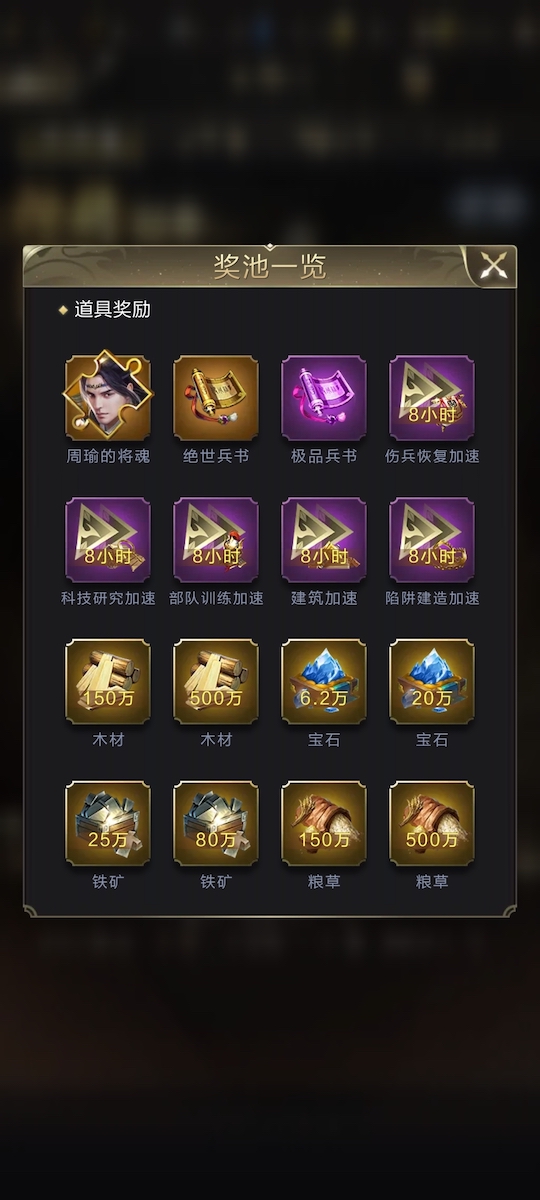 奖池一览
道具奖励
8小时
周瑜的将魂 绝世兵书 极品兵书 伤兵恢复加速
8小时 8小时 8小时 8小时
科技研究加速 部队训练加速 建筑加速 陷阱建造加速
150万 500万 6.2万 20万
木材 木材 宝石 宝石
25万 80万 150万 500万
铁矿 铁矿 粮草 粮草